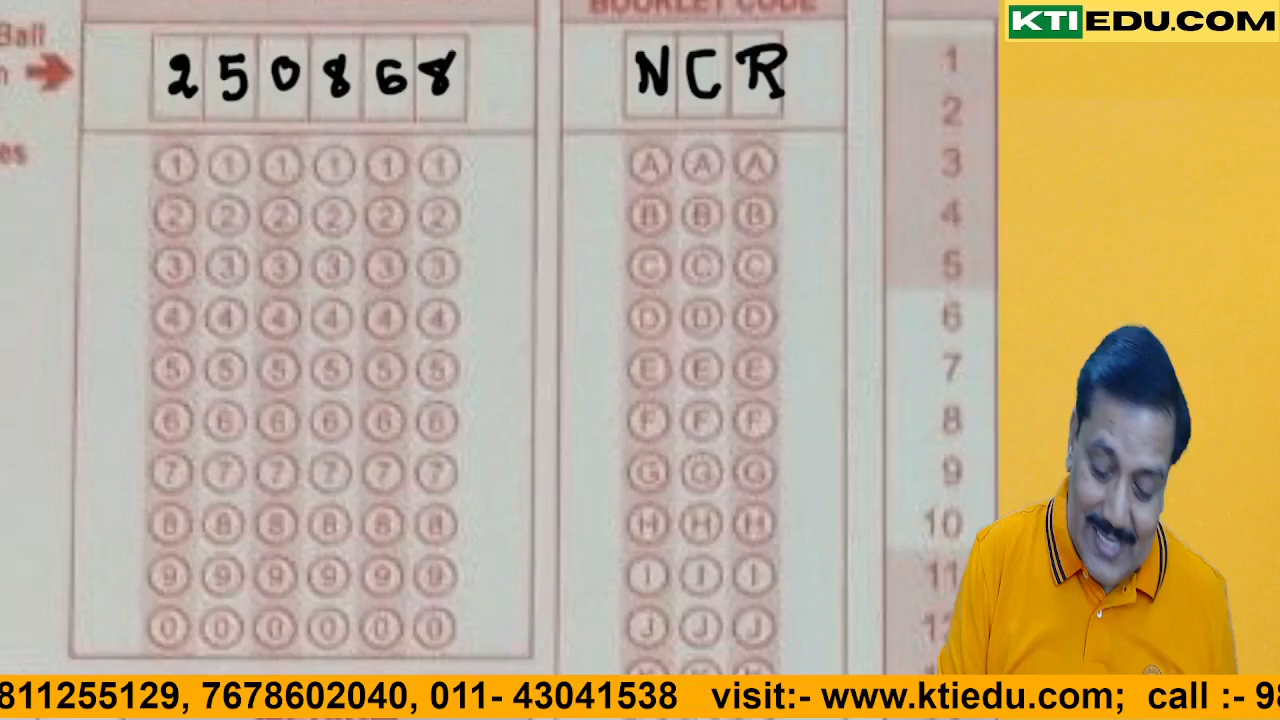 BOOKLET CODE
KTIEDU.COM
Ball
2 5 0 8 6 8
N C R
1
2
es
1 1 1 1 1 1
A A A
3
2 2 2 2 2 2
B B B
4
3 3 3 3 3 3
C C C
5
4 4 4 4 4 4
D D D
6
5 5 5 5 5 5
E E E
7
6 6 6 6 6 6
F F F
8
7 7 7 7 7 7
G G G
9
8 8 8 8 8 8
H H H
10
9 9 9 9 9 9
I I I
11
0 0 0 0 0 0
J J J
811255129, 7678602040, 011- 43041538 visit:- www.ktiedu.com; call :- 98